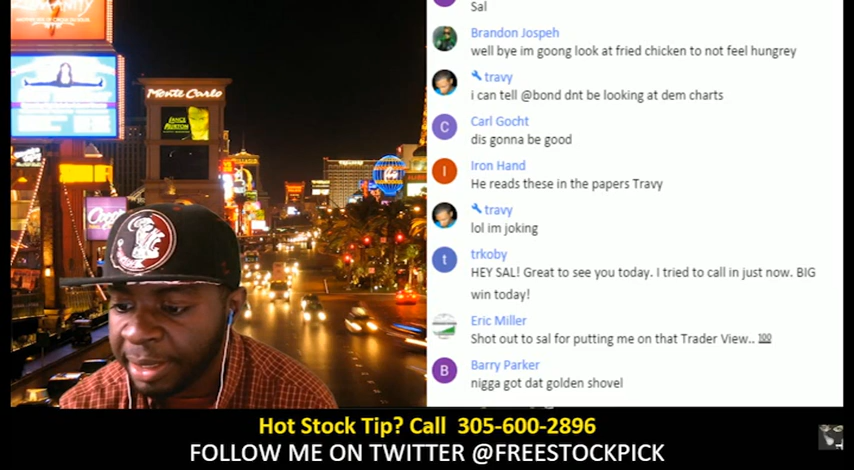 HUMANITY
Monte Carlo
LANCE
BURTON
Sal
Brandon Jospeh
well bye im goong look at fried chicken to not feel hungrey
travy
i can tell @bond dnt be looking at dem charts
C
Carl Gocht
dis gonna be good
I
Iron Hand
He reads these in the papers Travy
travy
lol im joking
t
trkoby
HEY SAL! Great to see you today. I tried to call in just now. BIG
win today!
Eric Miller
Shot out to sal for putting me on that Trader View.. 💯
B
Barry Parker
nigga got dat golden shovel
Hot Stock Tip? Call 305-600-2896
FOLLOW ME ON TWITTER @FREESTOCKPICK